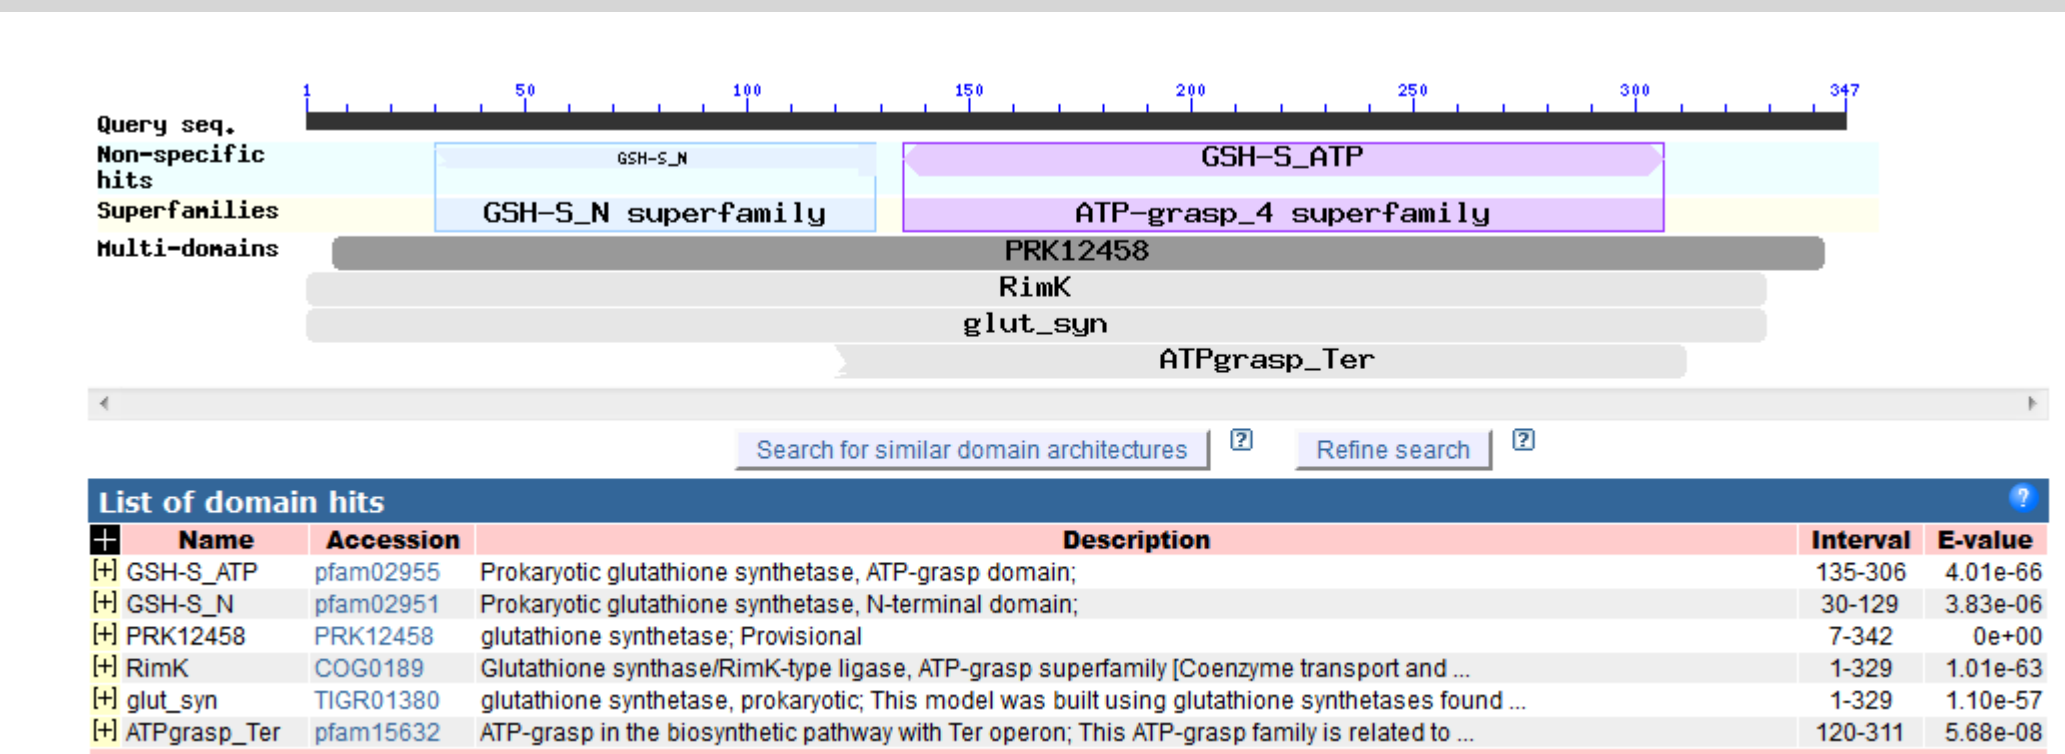 1 50 100 150 200 250 300 347
Query seq.
Non-specific
hits
GSH-S_N GSH-S_ATP
Superfamilies GSH-S_N superfamily ATP-grasp_4 superfamily
Multi-domains PRK12458
RimK
glut_syn
ATPgrasp_Ter
Search for similar domain architectures ? Refine search ?
List of domain hits ?
+ Name Accession Description Interval E-value
[+] GSH-S_ATP pfam02955 Prokaryotic glutathione synthetase, ATP-grasp domain; 135-306 4.01e-66
[+] GSH-S_N pfam02951 Prokaryotic glutathione synthetase, N-terminal domain; 30-129 3.83e-06
[+] PRK12458 PRK12458 glutathione synthetase; Provisional 7-342 0e+00
[+] RimK COG0189 Glutathione synthase/RimK-type ligase, ATP-grasp superfamily [Coenzyme transport and ... 1-329 1.01e-63
[+] glut_syn TIGR01380 glutathione synthetase, prokaryotic; This model was built using glutathione synthetases found ... 1-329 1.10e-57
[+] ATPgrasp_Ter pfam15632 ATP-grasp in the biosynthetic pathway with Ter operon; This ATP-grasp family is related to ... 120-311 5.68e-08